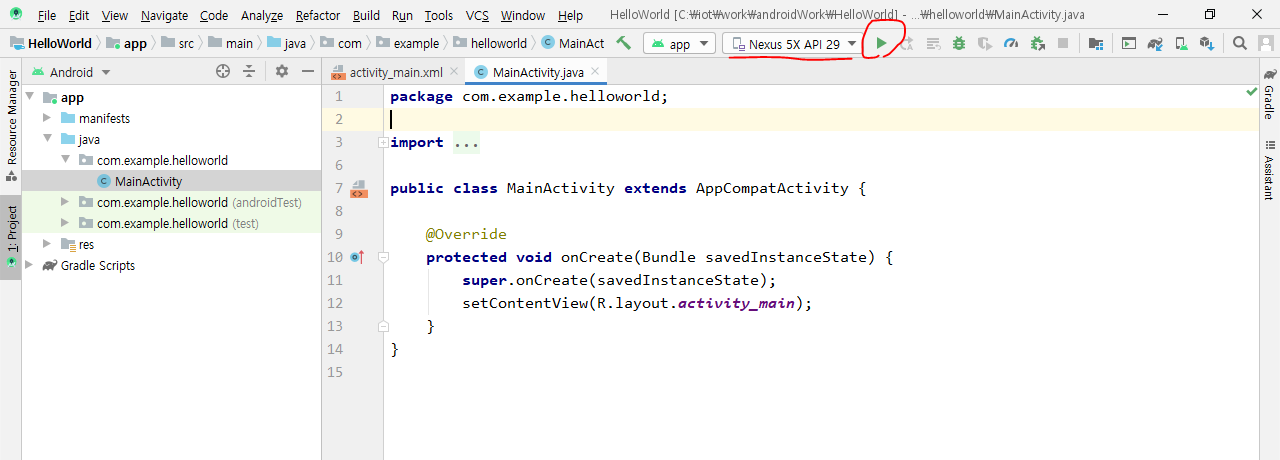 File Edit View Navigate Code Analyze Refactor Build Run Tools VCS Window Help HelloWorld [C:₩iot₩work₩androidWork₩HelloWorld] - ...₩helloworld₩MainActivity.java
HelloWorld app src main java com example helloworld MainAct app Nexus 5X API 29
Android
activity_main.xml MainActivity.java
Resource Manager
1: Project
app
manifests
java
com.example.helloworld
MainActivity
com.example.helloworld (androidTest)
com.example.helloworld (test)
res
Gradle Scripts
1 package com.example.helloworld;
2
3 import ...
6
7 public class MainActivity extends AppCompatActivity {
8
9 @Override
10 protected void onCreate(Bundle savedInstanceState) {
11 super.onCreate(savedInstanceState);
12 setContentView(R.layout.activity_main);
13 }
14 }
15
Gradle
Assistant